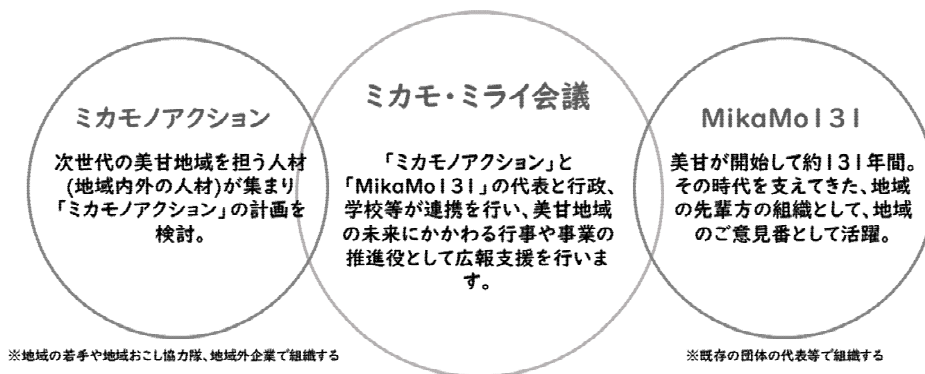 ミカモノアクション
次世代の美甘地域を担う人材
(地域内外の人材)が集まり
「ミカモノアクション」の計画を
検討。
※地域の若手や地域おこし協力隊、地域外企業で組織する
ミカモ・ミライ会議
「ミカモノアクション」と
「MikaMo131」の代表と行政、
学校等が連携を行い、美甘地域
の未来にかかわる行事や事業の
推進役として広報支援を行いま
す。
MikaMo131
美甘が開始して約131年間。
その時代を支えてきた、地域
の先輩方の組織として、地域
のご意見番として活躍。
※既存の団体の代表等で組織する